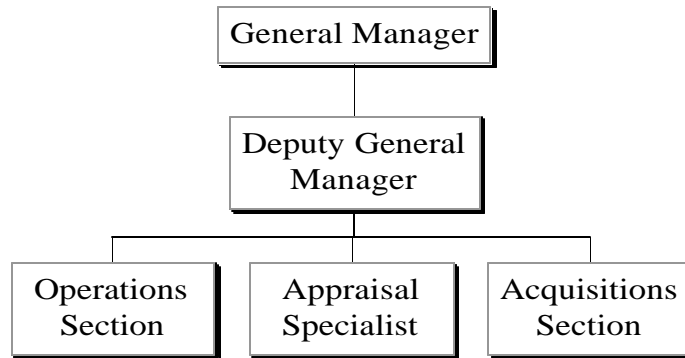 General Manager
Deputy General
Manager
Operations
Section
Appraisal
Specialist
Acquisitions
Section